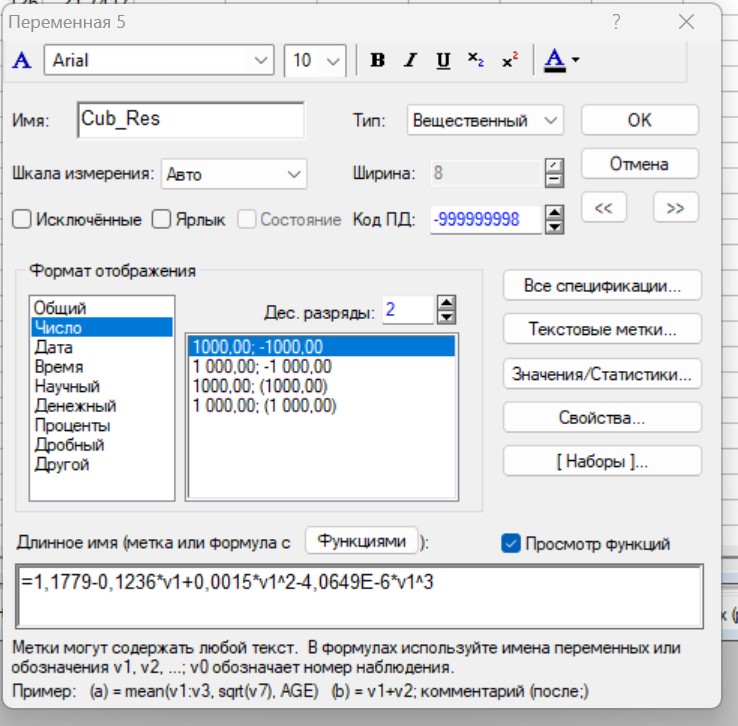 Переменная 5 ?
A Arial 10 B I U x₂ x² A
Имя: Cub_Res Тип: Вещественный OK
Шкала измерения: Авто Ширина: 8 Отмена
Исключённые Ярлык Состояние Код ПД: -999999998 << >>
Формат отображения
Дес. разряды: 2
Общий
Число
Дата
Время
Научный
Денежный
Проценты
Дробный
Другой
1000,00; -1000,00
1 000,00; -1 000,00
1000,00; (1000,00)
1 000,00; (1 000,00)
Все спецификации...
Текстовые метки...
Значения/Статистики...
Свойства...
[ Наборы ]...
Длинное имя (метка или формула с Функциями ): Просмотр функций
=1,1779-0,1236*v1+0,0015*v1^2-4,0649E-6*v1^3
Метки могут содержать любой текст. В формулах используйте имена переменных или
обозначения v1, v2, ...; v0 обозначает номер наблюдения.
Пример: (a) = mean(v1:v3, sqrt(v7), AGE) (b) = v1+v2; комментарий (после;)